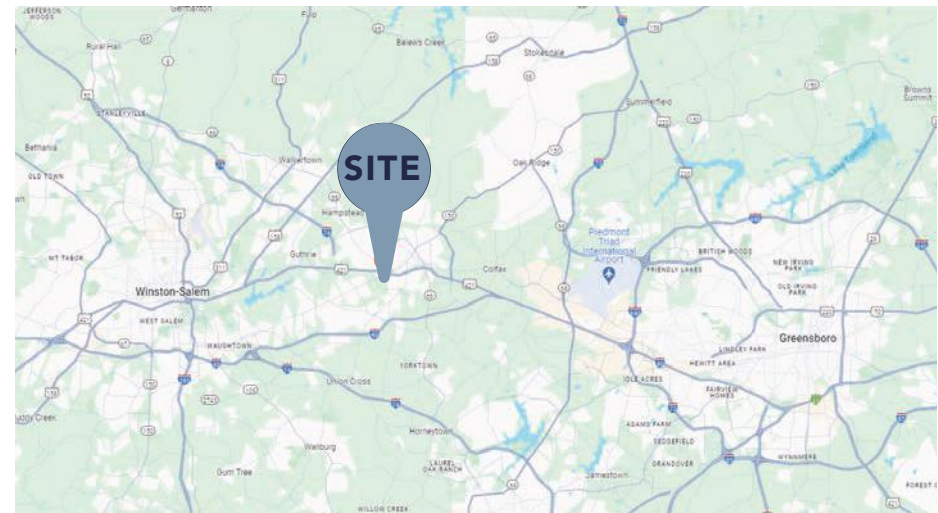 JEFFERSON
WOODS
Germanton
Fulp
Rural Hall
Belews Creek
Stokesdale
STANLEYVILLE
Summerfield
Browns
Summit
Bethania
OLD TOWN
Walkertown
SITE
Oak Ridge
Hampstead
MT TABOR
Guthrie
Colfax
Piedmont
Triad
International
Airport
BRITISH WOODS
FRIENDLY LAKES
NEW IRVING
PARK
OLD IRVING
PARK
Winston-Salem
WEST SALEM
WAUGHTOWN
Greensboro
LINDLEY PARK
HEWITT AREA
YORKTOWN
Union Cross
IDLE ACRES
FAIRVIEW
HOMES
ADAMS FARM
SEDGEFIELD
Horneytown
Wallburg
GRANDOVER
WYNNMERE
Gum Tree
LAUREL
OAK RANCH
Jamestown
WILLOW CREEK